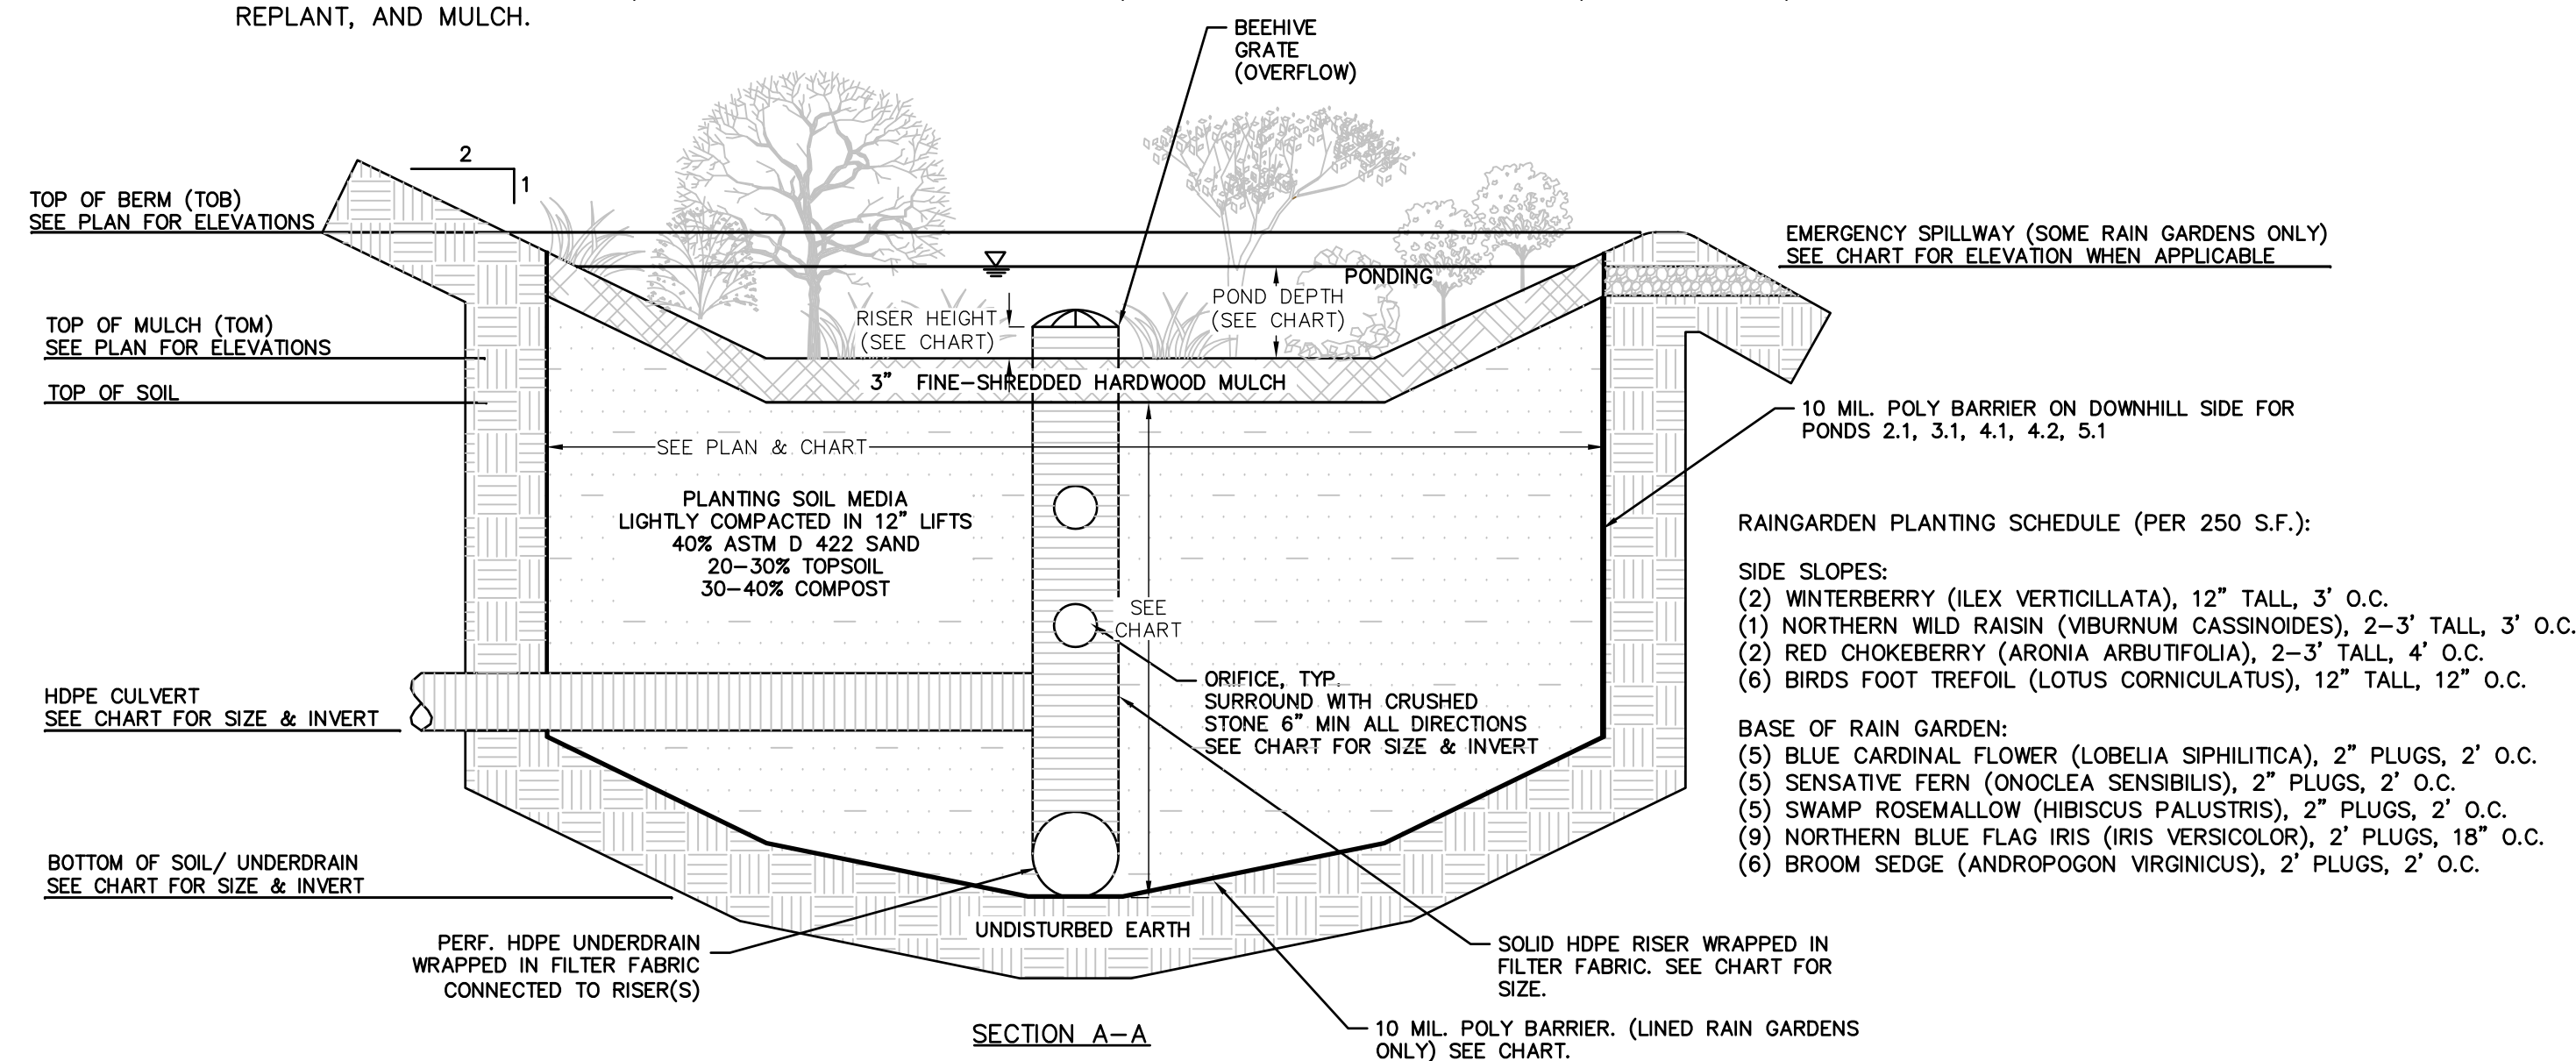 REPLANT, AND MULCH.
BEEHIVE
GRATE
(OVERFLOW)
2
1
TOP OF BERM (TOB)
SEE PLAN FOR ELEVATIONS
EMERGENCY SPILLWAY (SOME RAIN GARDENS ONLY)
SEE CHART FOR ELEVATION WHEN APPLICABLE
PONDING
POND DEPTH
(SEE CHART)
RISER HEIGHT
(SEE CHART)
TOP OF MULCH (TOM)
SEE PLAN FOR ELEVATIONS
3" FINE-SHREDDED HARDWOOD MULCH
TOP OF SOIL
10 MIL. POLY BARRIER ON DOWNHILL SIDE FOR
PONDS 2.1, 3.1, 4.1, 4.2, 5.1
SEE PLAN & CHART
PLANTING SOIL MEDIA
LIGHTLY COMPACTED IN 12" LIFTS
40% ASTM D 422 SAND
20-30% TOPSOIL
30-40% COMPOST
SEE
CHART
ORIFICE, TYP.
SURROUND WITH CRUSHED
STONE 6" MIN ALL DIRECTIONS
SEE CHART FOR SIZE & INVERT
HDPE CULVERT
SEE CHART FOR SIZE & INVERT
RAINGARDEN PLANTING SCHEDULE (PER 250 S.F.):
SIDE SLOPES:
(2) WINTERBERRY (ILEX VERTICILLATA), 12" TALL, 3' O.C.
(1) NORTHERN WILD RAISIN (VIBURNUM CASSINOIDES), 2-3' TALL, 3' O.C.
(2) RED CHOKEBERRY (ARONIA ARBUTIFOLIA), 2-3' TALL, 4' O.C.
(6) BIRDS FOOT TREFOIL (LOTUS CORNICULATUS), 12" TALL, 12" O.C.
BASE OF RAIN GARDEN:
(5) BLUE CARDINAL FLOWER (LOBELIA SIPHILITICA), 2" PLUGS, 2' O.C.
(5) SENSATIVE FERN (ONOCLEA SENSIBILIS), 2" PLUGS, 2' O.C.
(5) SWAMP ROSEMALLOW (HIBISCUS PALUSTRIS), 2" PLUGS, 2' O.C.
(9) NORTHERN BLUE FLAG IRIS (IRIS VERSICOLOR), 2' PLUGS, 18" O.C.
(6) BROOM SEDGE (ANDROPOGON VIRGINICUS), 2' PLUGS, 2' O.C.
BOTTOM OF SOIL/ UNDERDRAIN
SEE CHART FOR SIZE & INVERT
UNDISTURBED EARTH
PERF. HDPE UNDERDRAIN
WRAPPED IN FILTER FABRIC
CONNECTED TO RISER(S)
SOLID HDPE RISER WRAPPED IN
FILTER FABRIC. SEE CHART FOR
SIZE.
10 MIL. POLY BARRIER. (LINED RAIN GARDENS
ONLY) SEE CHART.
SECTION A-A